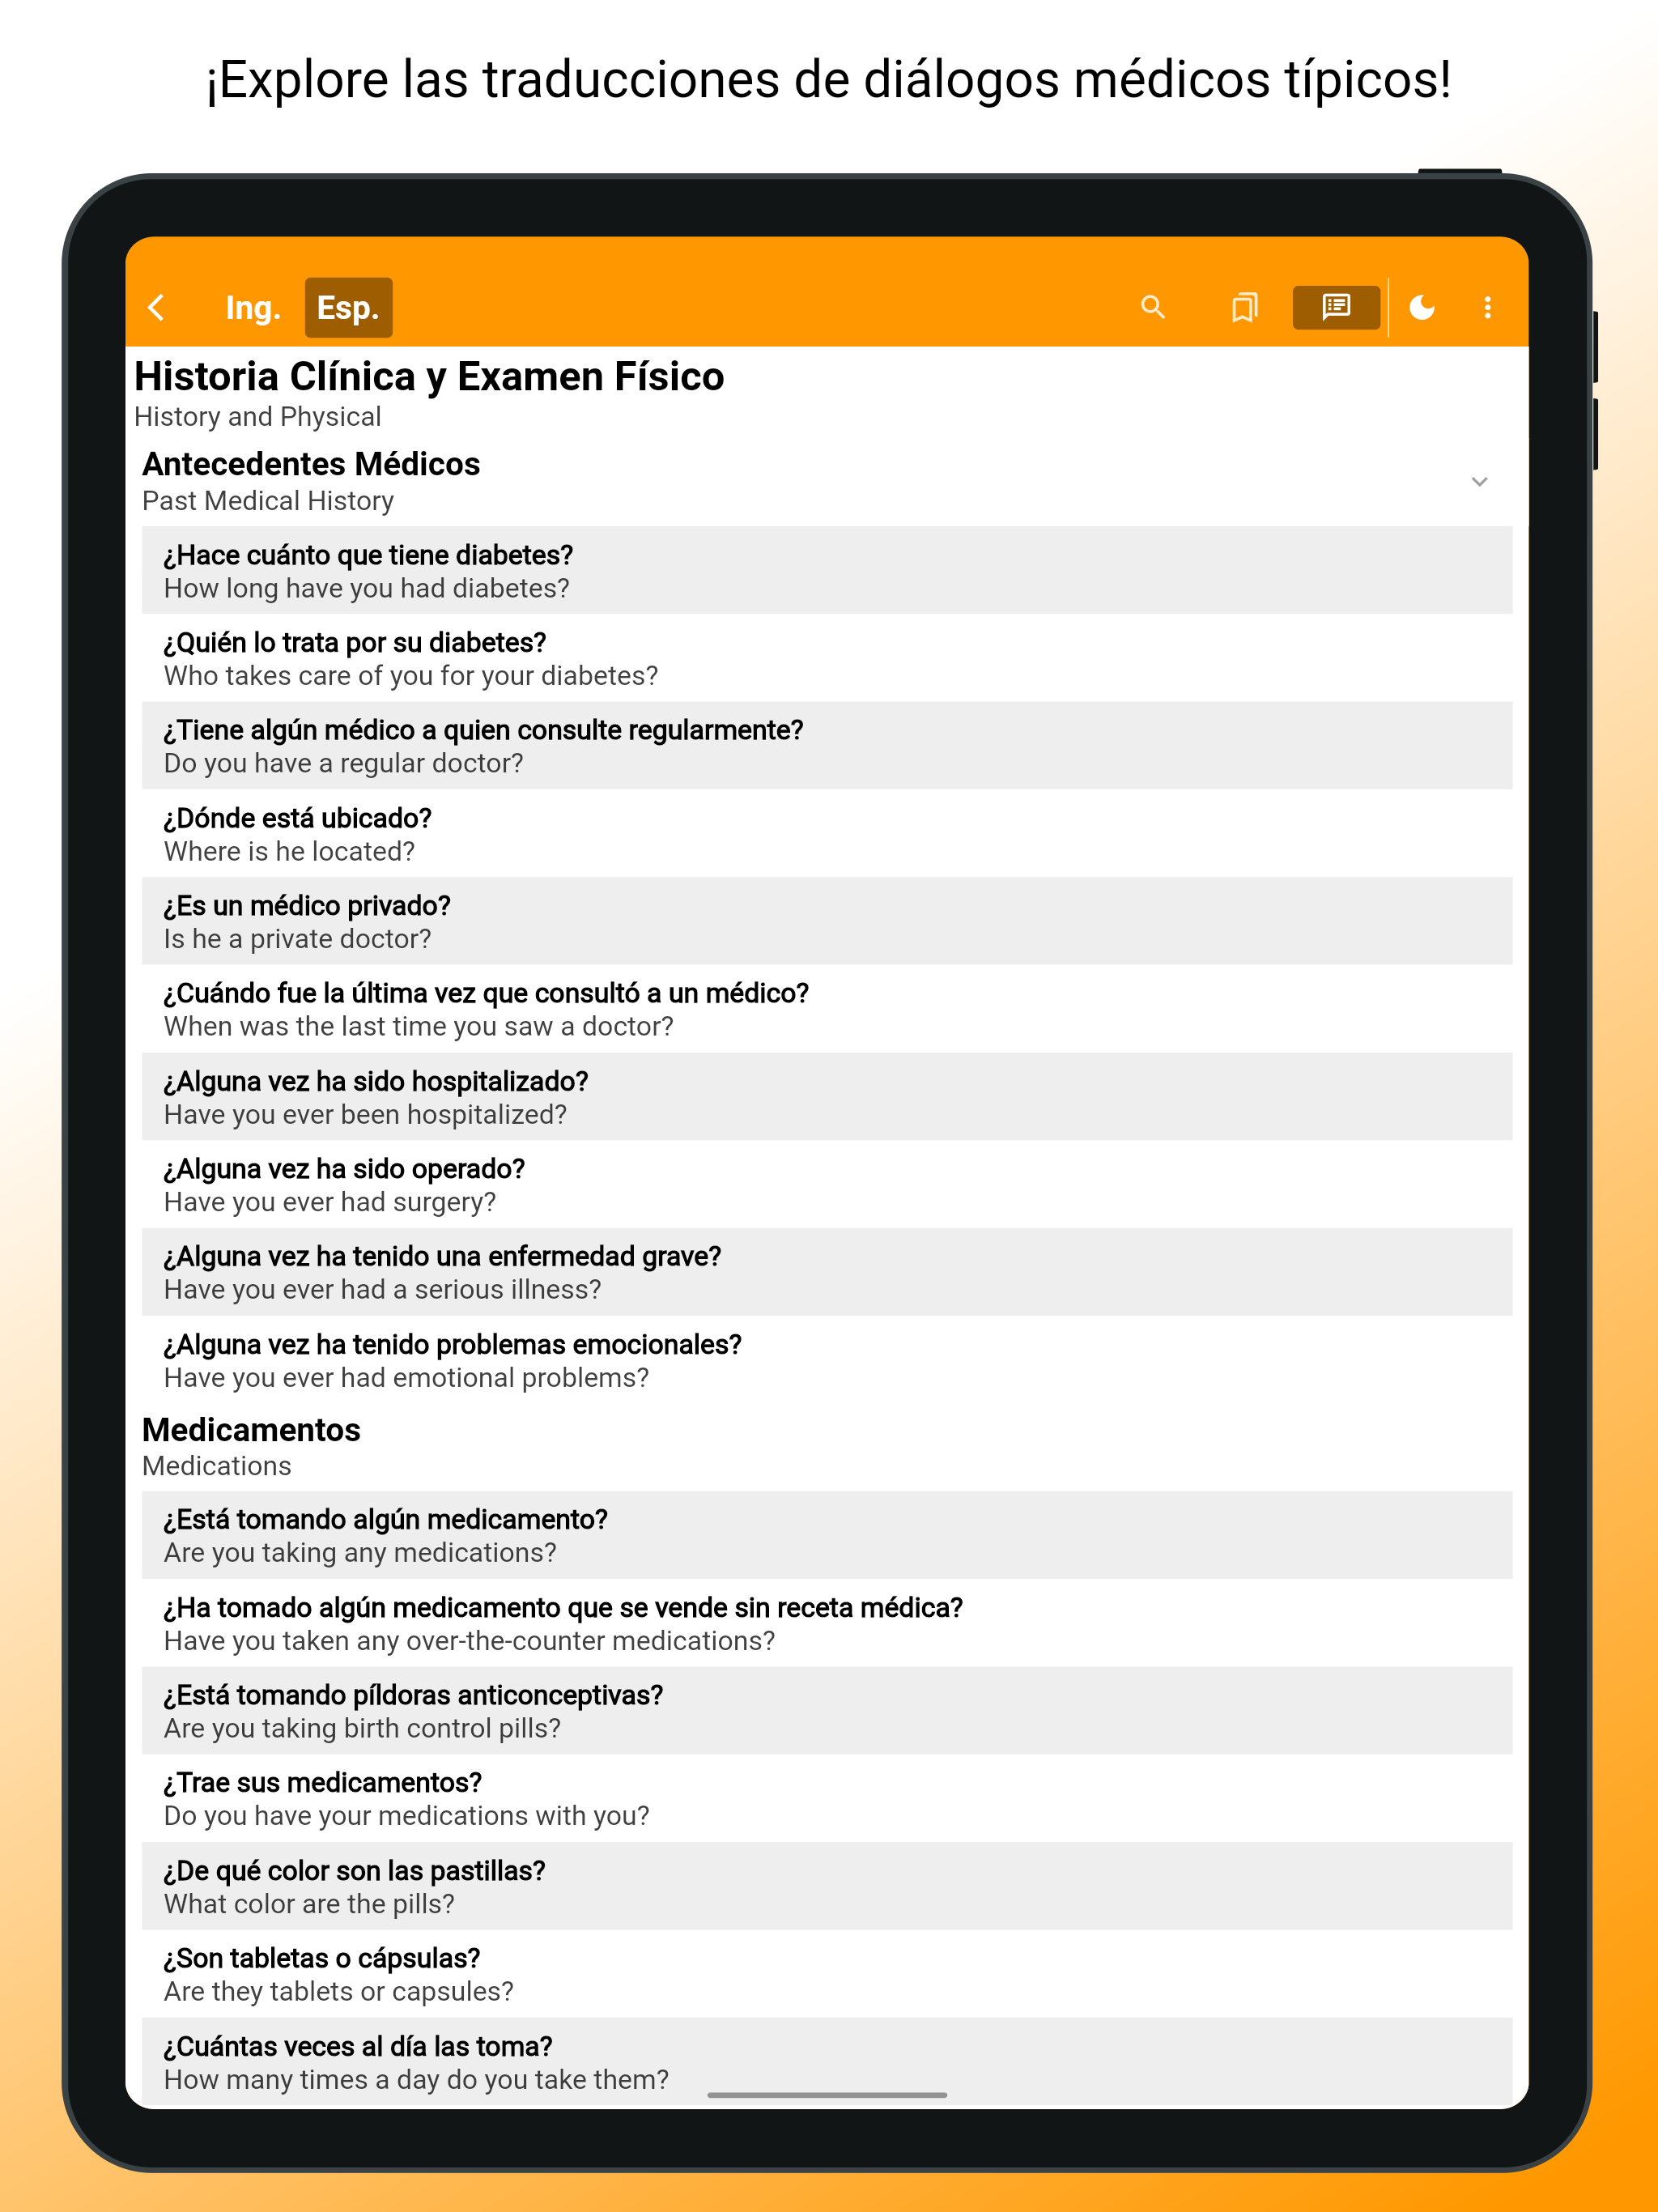 ¡Explore las traducciones de diálogos médicos típicos!
Ing. Esp.
Historia Clínica y Examen Físico
History and Physical
Antecedentes Médicos
Past Medical History
¿Hace cuánto que tiene diabetes?
How long have you had diabetes?
¿Quién lo trata por su diabetes?
Who takes care of you for your diabetes?
¿Tiene algún médico a quien consulte regularmente?
Do you have a regular doctor?
¿Dónde está ubicado?
Where is he located?
¿Es un médico privado?
Is he a private doctor?
¿Cuándo fue la última vez que consultó a un médico?
When was the last time you saw a doctor?
¿Alguna vez ha sido hospitalizado?
Have you ever been hospitalized?
¿Alguna vez ha sido operado?
Have you ever had surgery?
¿Alguna vez ha tenido una enfermedad grave?
Have you ever had a serious illness?
¿Alguna vez ha tenido problemas emocionales?
Have you ever had emotional problems?
Medicamentos
Medications
¿Está tomando algún medicamento?
Are you taking any medications?
¿Ha tomado algún medicamento que se vende sin receta médica?
Have you taken any over-the-counter medications?
¿Está tomando píldoras anticonceptivas?
Are you taking birth control pills?
¿Trae sus medicamentos?
Do you have your medications with you?
¿De qué color son las pastillas?
What color are the pills?
¿Son tabletas o cápsulas?
Are they tablets or capsules?
¿Cuántas veces al día las toma?
How many times a day do you take them?